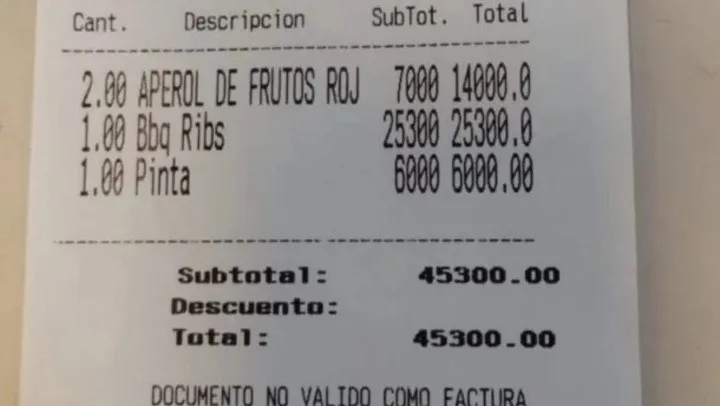 Cant. Descripcion SubTot. Total
2.00 APEROL DE FRUTOS ROJ 7000 14000.0
1.00 Bbq Ribs 25300 25300.0
1.00 Pinta 6000 6000.00
Subtotal: 45300.00
Descuento:
Total: 45300.00
DOCUMENTO NO VALIDO COMO FACTURA